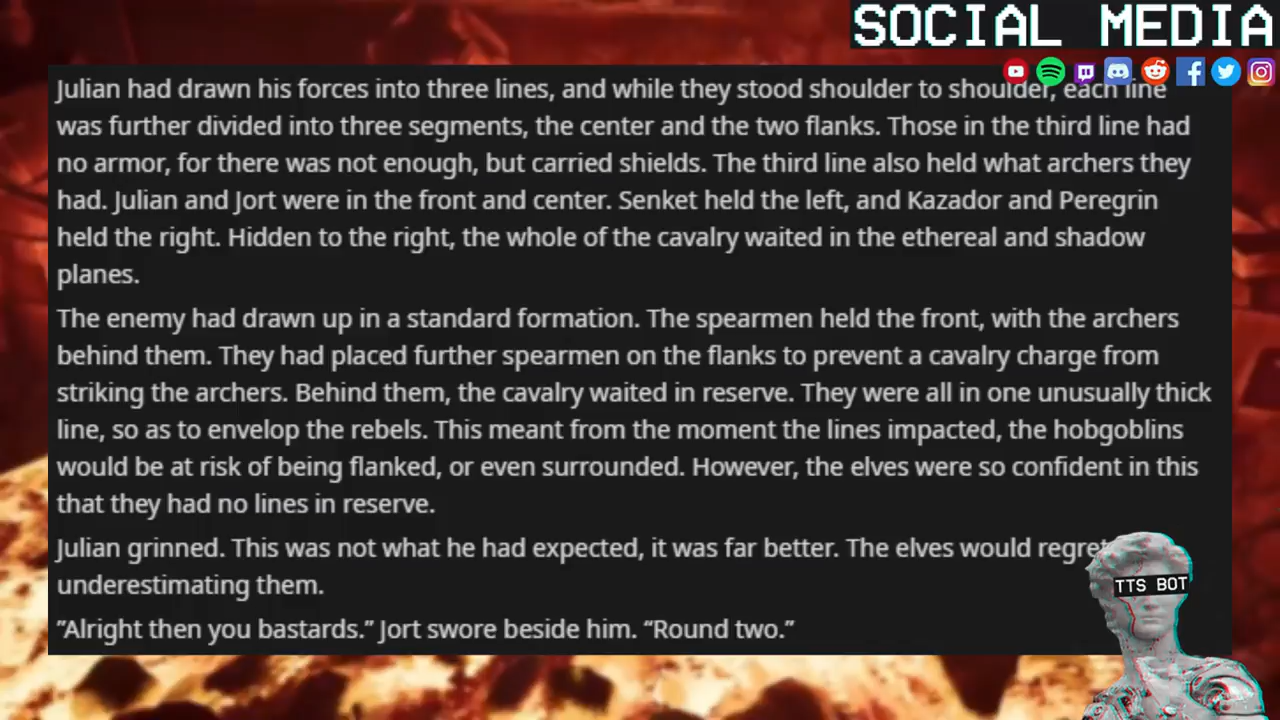 SOCIAL MEDIA
Julian had drawn his forces into three lines, and while they stood shoulder to shoulder, each line
was further divided into three segments, the center and the two flanks. Those in the third line had
no armor, for there was not enough, but carried shields. The third line also held what archers they
had. Julian and Jort were in the front and center. Senket held the left, and Kazador and Peregrin
held the right. Hidden to the right, the whole of the cavalry waited in the ethereal and shadow
planes.
The enemy had drawn up in a standard formation. The spearmen held the front, with the archers
behind them. They had placed further spearmen on the flanks to prevent a cavalry charge from
striking the archers. Behind them, the cavalry waited in reserve. They were all in one unusually thick
line, so as to envelop the rebels. This meant from the moment the lines impacted, the hobgoblins
would be at risk of being flanked, or even surrounded. However, the elves were so confident in this
that they had no lines in reserve.
Julian grinned. This was not what he had expected, it was far better. The elves would regret
underestimating them.
”Alright then you bastards.” Jort swore beside him. “Round two.”
TTS BOT